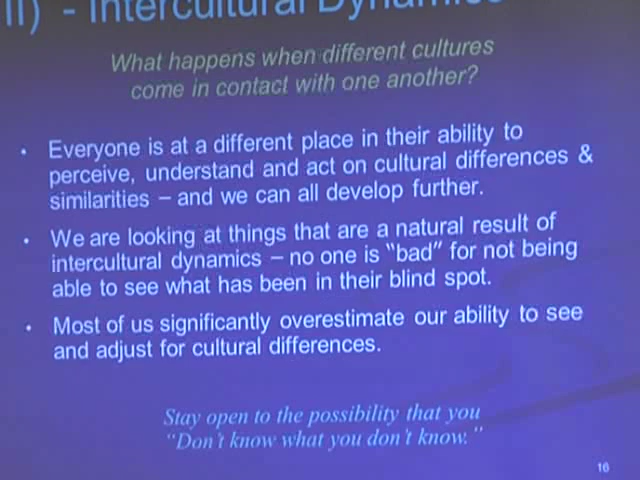 II) - Intercultural Dynamics
What happens when different cultures
come in contact with one another?
• Everyone is at a different place in their ability to
perceive, understand and act on cultural differences &
similarities – and we can all develop further.
• We are looking at things that are a natural result of
intercultural dynamics – no one is "bad" for not being
able to see what has been in their blind spot.
• Most of us significantly overestimate our ability to see
and adjust for cultural differences.
Stay open to the possibility that you
"Don't know what you don't know."
16